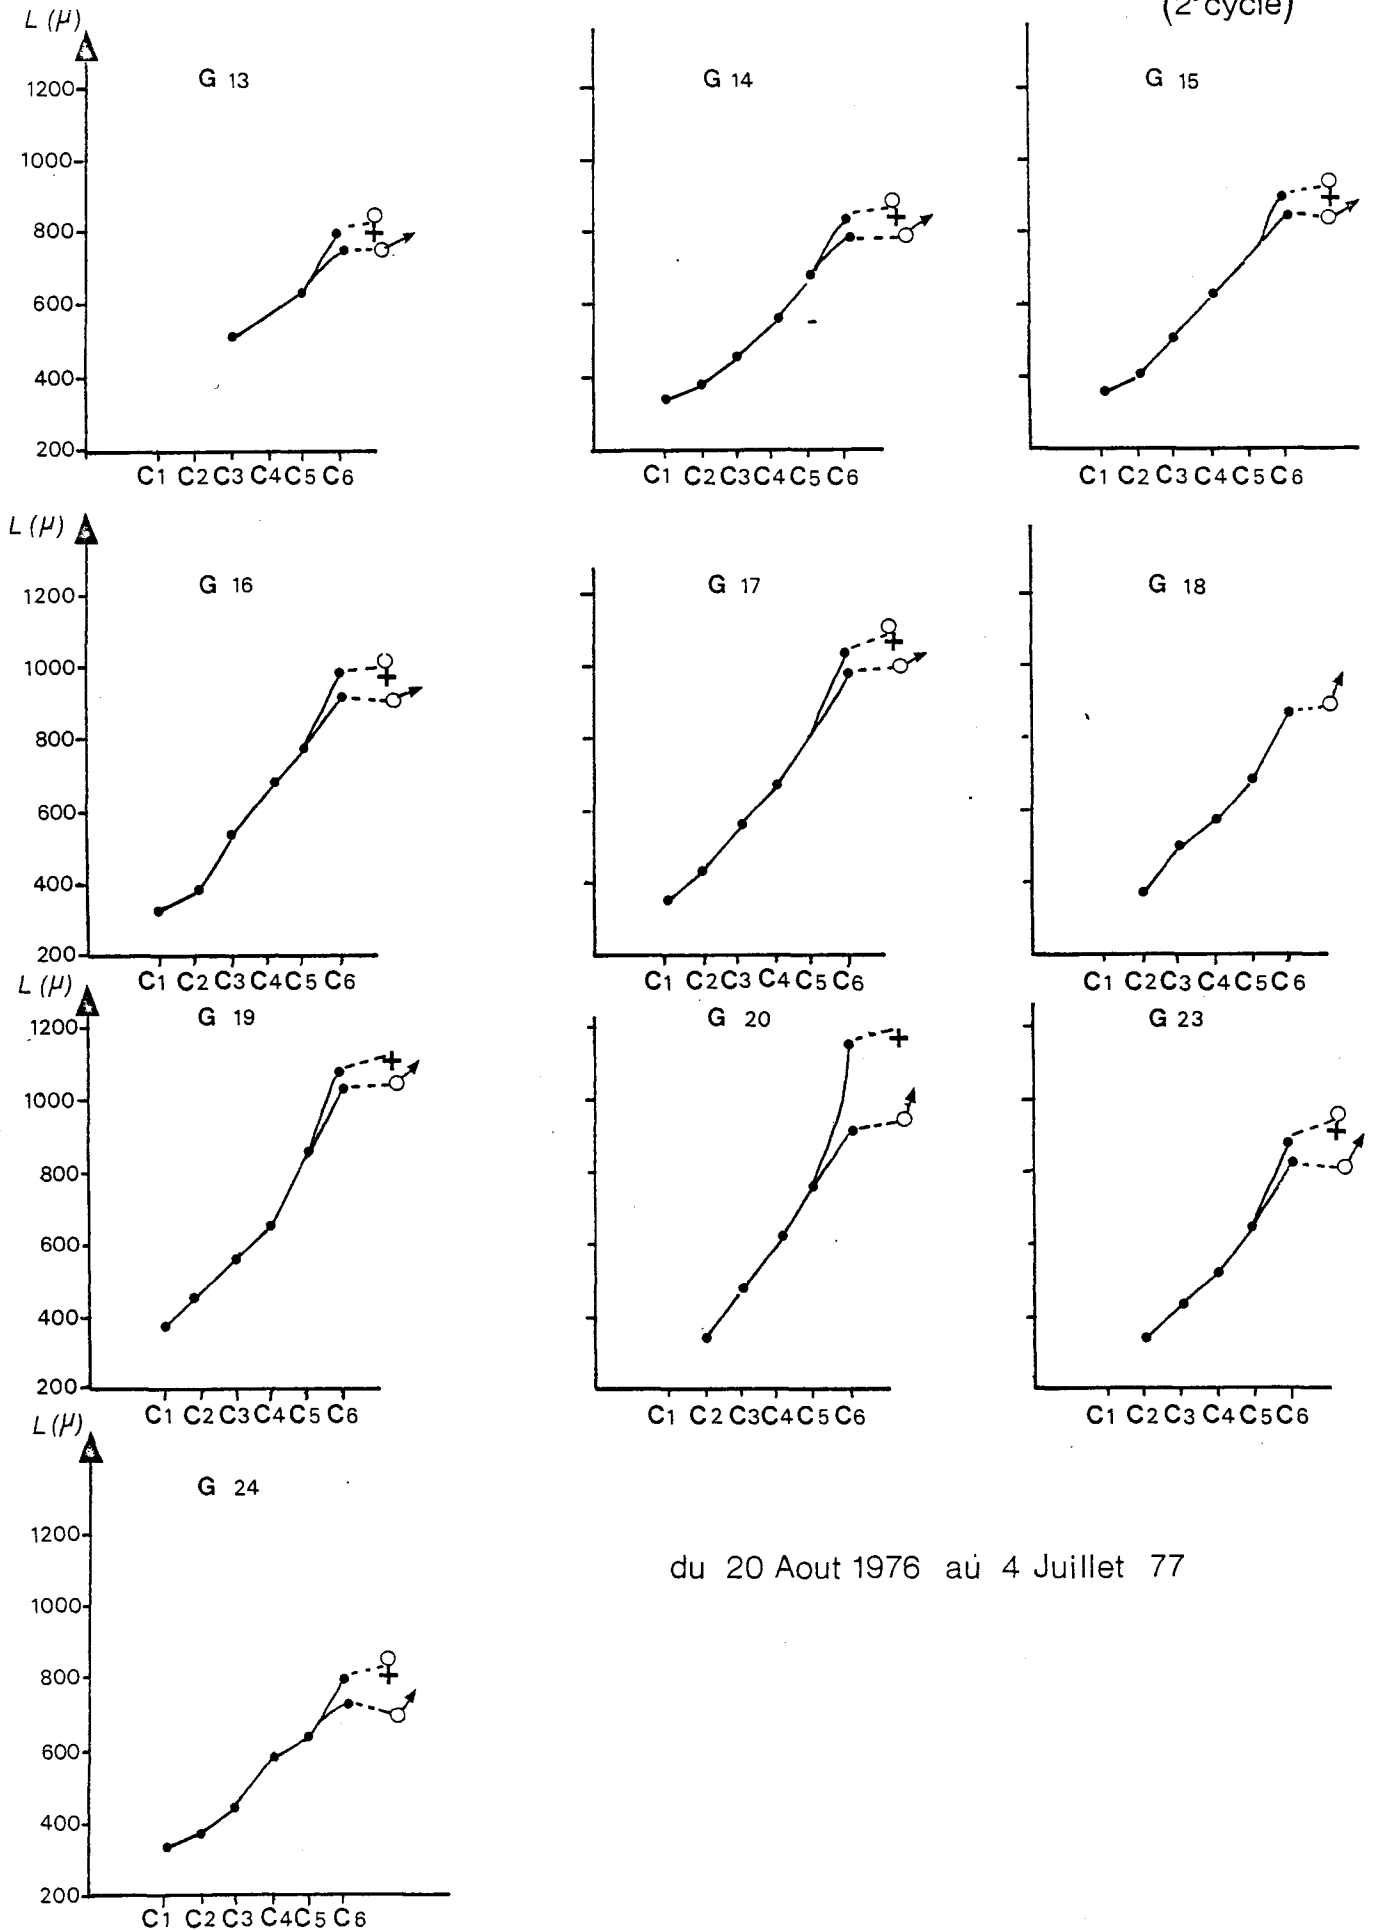 (2e cycle)
L (µ)
G 13
G 14
G 15
1200
1000
800
600
400
200
C1 C2 C3 C4 C5 C6
C1 C2 C3 C4 C5 C6
C1 C2 C3 C4 C5 C6
L (µ)
G 16
G 17
G 18
1200
1000
800
600
400
200
C1 C2 C3 C4 C5 C6
C1 C2 C3 C4 C5 C6
C1 C2 C3 C4 C5 C6
L (µ)
G 19
G 20
G 23
1200
1000
800
600
400
200
C1 C2 C3 C4 C5 C6
C1 C2 C3 C4 C5 C6
C1 C2 C3 C4 C5 C6
L (µ)
G 24
1200
1000
800
600
400
200
C1 C2 C3 C4 C5 C6
du 20 Aout 1976 au 4 Juillet 77